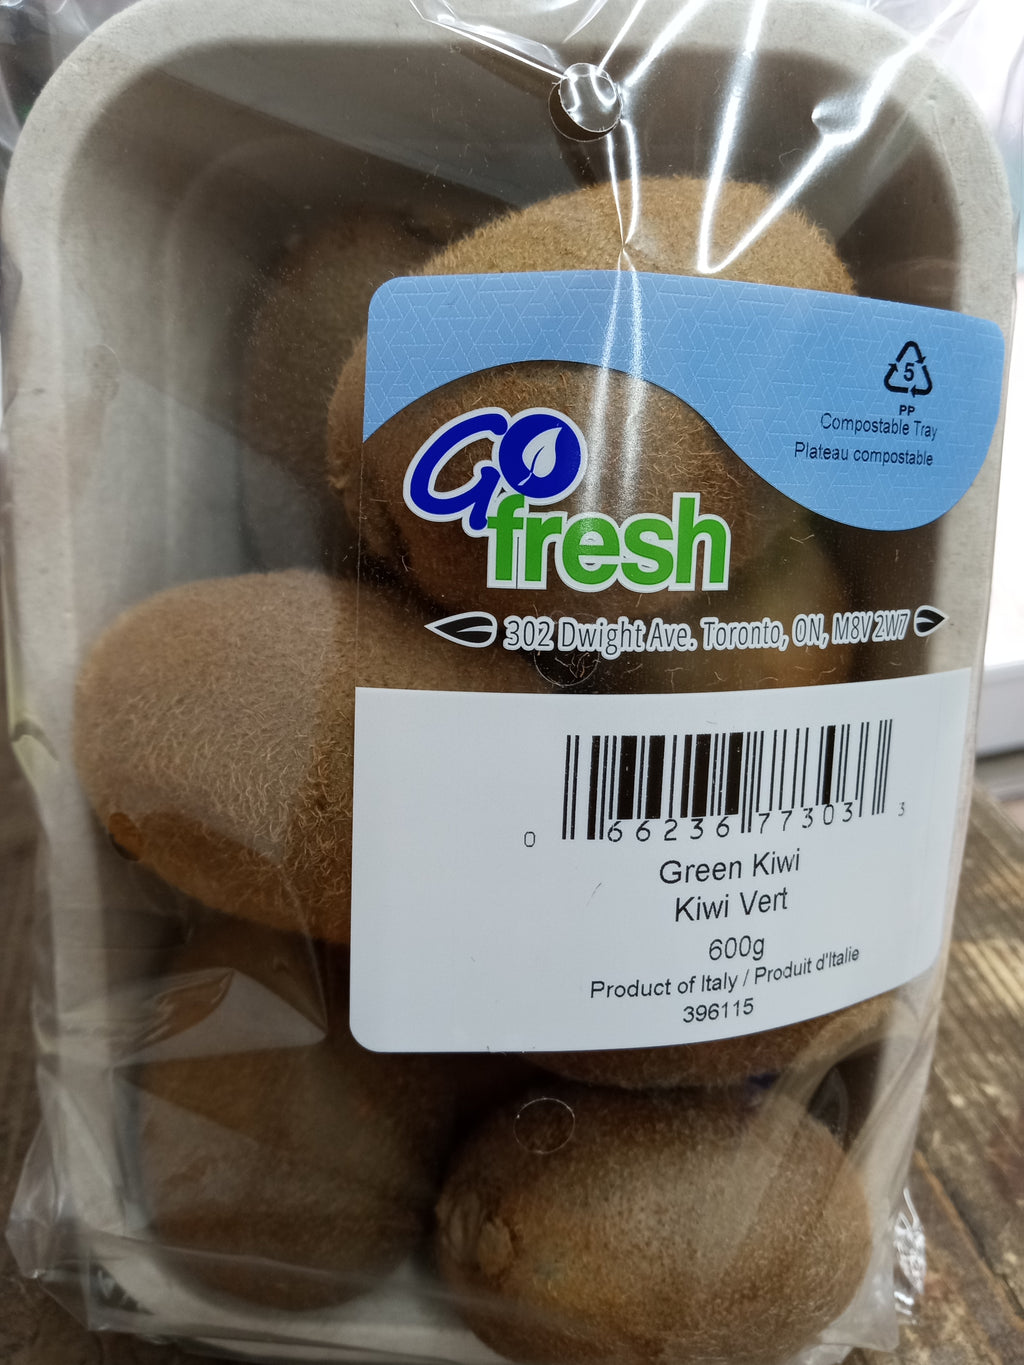 5
PP
Compostable Tray
Plateau compostable
Go
fresh
302 Dwight Ave. Toronto, ON, M8V 2W7
0 66236 77303 3
Green Kiwi
Kiwi Vert
600g
Product of Italy / Produit d'Italie
396115